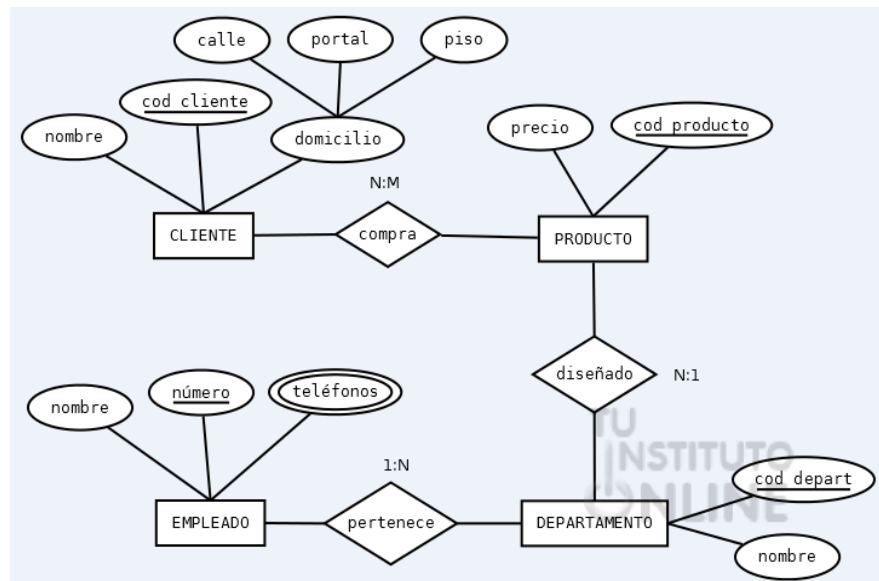 calle
portal
piso
cod cliente
nombre
domicilio
precio
cod producto
N:M
CLIENTE
compra
PRODUCTO
diseñado
N:1
nombre
número
teléfonos
TU
INSTITUTO
ONLINE
1:N
cod depart
EMPLEADO
pertenece
DEPARTAMENTO
nombre